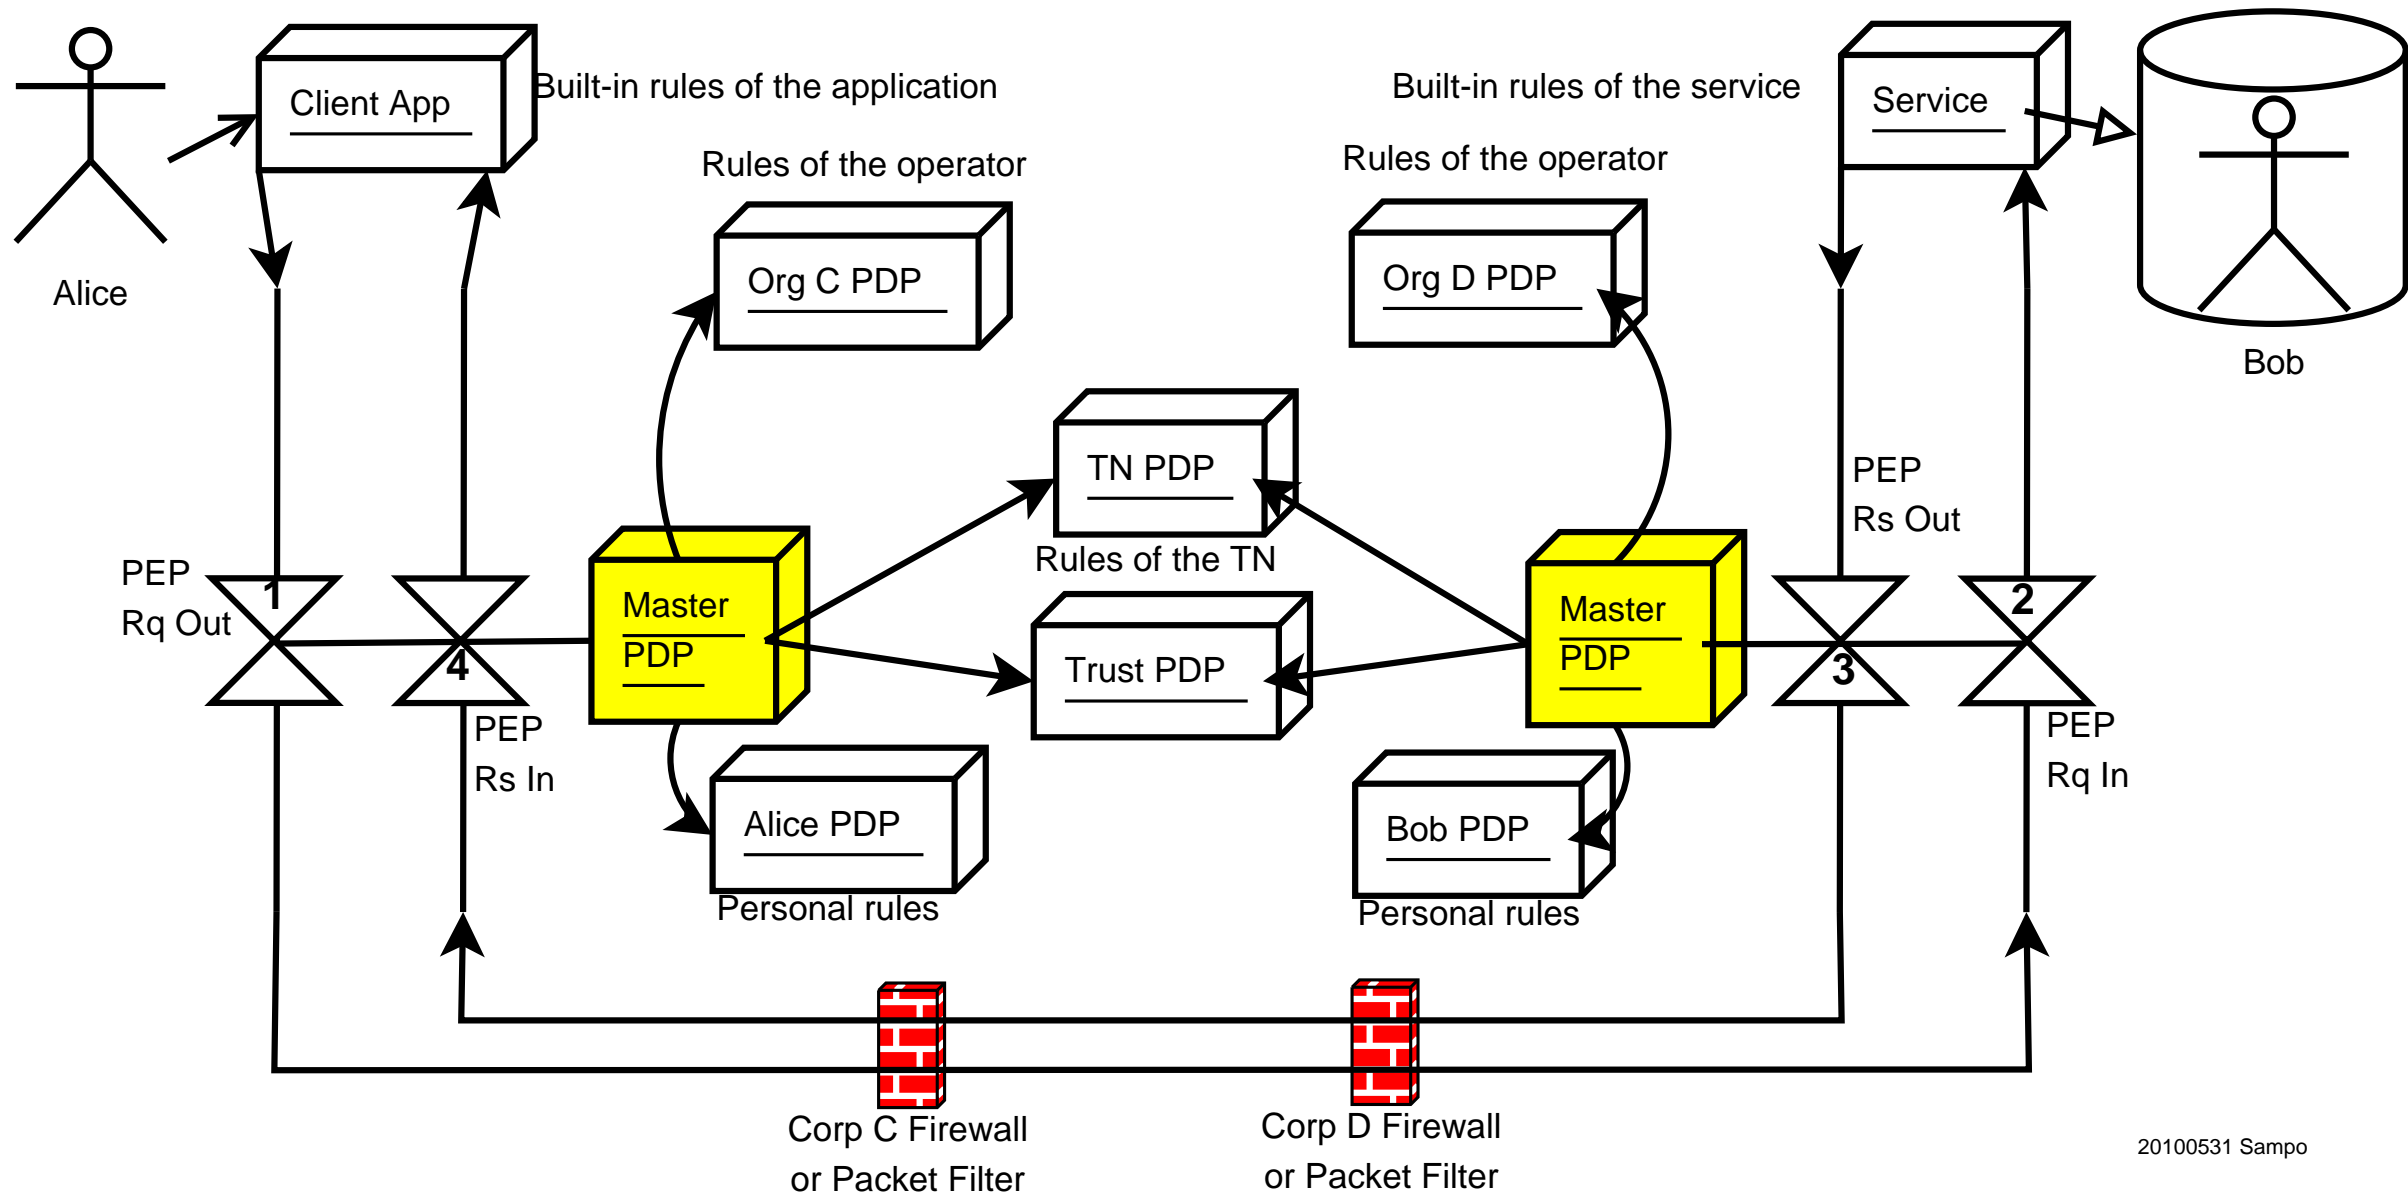 Client App
Built-in rules of the application
Built-in rules of the service
Service
Rules of the operator
Rules of the operator
Org C PDP
Org D PDP
Alice
Bob
TN PDP
Rules of the TN
PEP
Rs Out
PEP
Rq Out
1
4
Master
PDP
Trust PDP
Master
PDP
3
2
PEP
Rs In
PEP
Rq In
Alice PDP
Personal rules
Bob PDP
Personal rules
Corp C Firewall
or Packet Filter
Corp D Firewall
or Packet Filter
20100531 Sampo